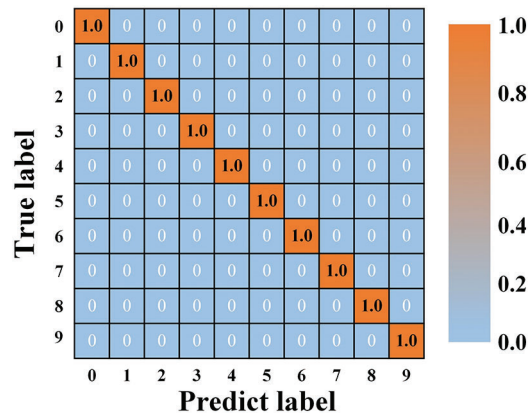 0 1.0 0 0 0 0 0 0 0 0 0
1 0 1.0 0 0 0 0 0 0 0 0
2 0 0 1.0 0 0 0 0 0 0 0
3 0 0 0 1.0 0 0 0 0 0 0
4 0 0 0 0 1.0 0 0 0 0 0
5 0 0 0 0 0 1.0 0 0 0 0
6 0 0 0 0 0 0 1.0 0 0 0
7 0 0 0 0 0 0 0 1.0 0 0
8 0 0 0 0 0 0 0 0 1.0 0
9 0 0 0 0 0 0 0 0 0 1.0
0 1 2 3 4 5 6 7 8 9
Predict label
True label
1.0
0.8
0.6
0.4
0.2
0.0